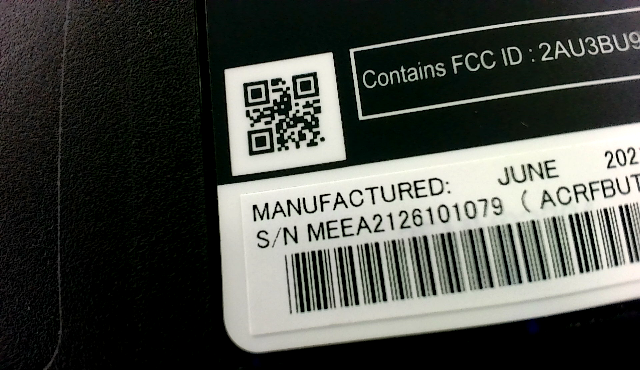 Contains FCC ID : 2AU3BU9
MANUFACTURED: JUNE 202
S/N MEEA2126101079 ( ACRFBUT